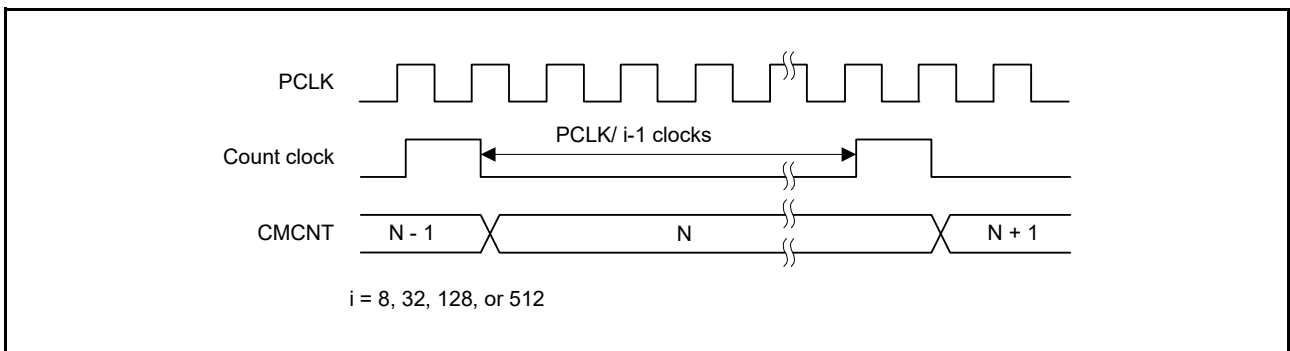 PCLK
PCLK/ i-1 clocks
Count clock
CMCNT
N - 1
N
N + 1
i = 8, 32, 128, or 512